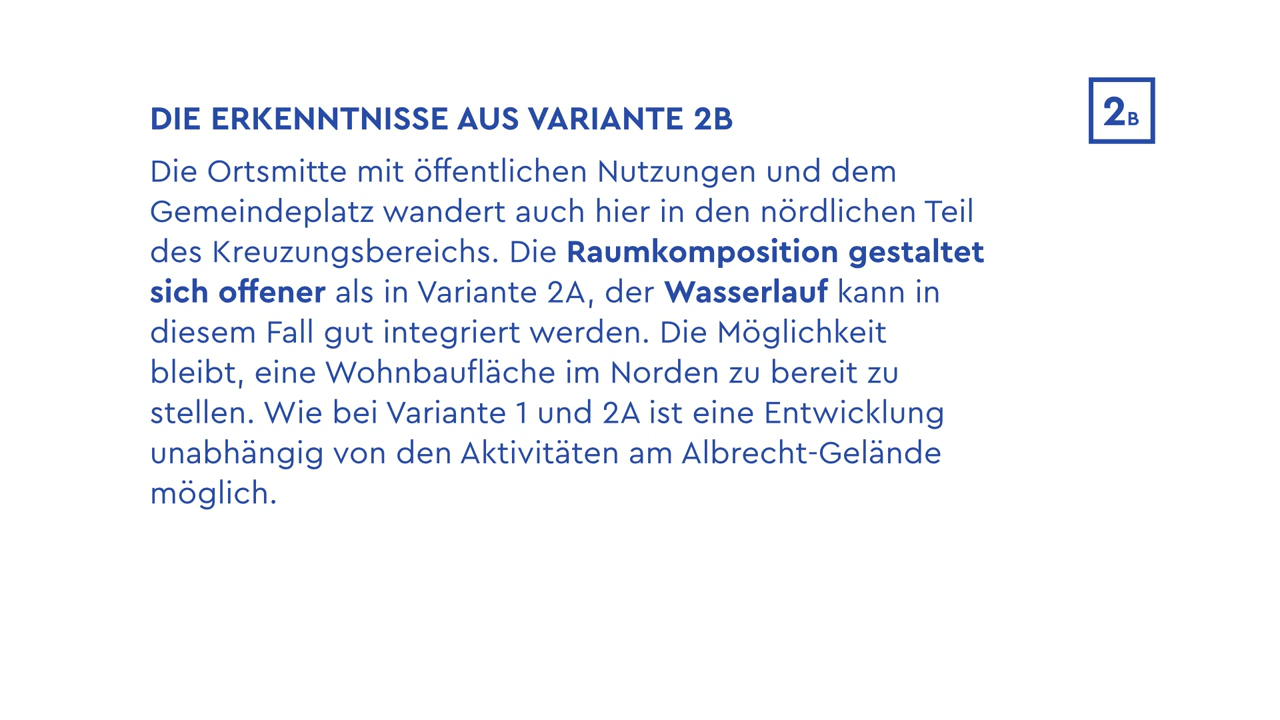 DIE ERKENNTNISSE AUS VARIANTE 2B
2B
Die Ortsmitte mit öffentlichen Nutzungen und dem
Gemeindeplatz wandert auch hier in den nördlichen Teil
des Kreuzungsbereichs. Die Raumkomposition gestaltet
sich offener als in Variante 2A, der Wasserlauf kann in
diesem Fall gut integriert werden. Die Möglichkeit
bleibt, eine Wohnbaufläche im Norden zu bereit zu
stellen. Wie bei Variante 1 und 2A ist eine Entwicklung
unabhängig von den Aktivitäten am Albrecht-Gelände
möglich.